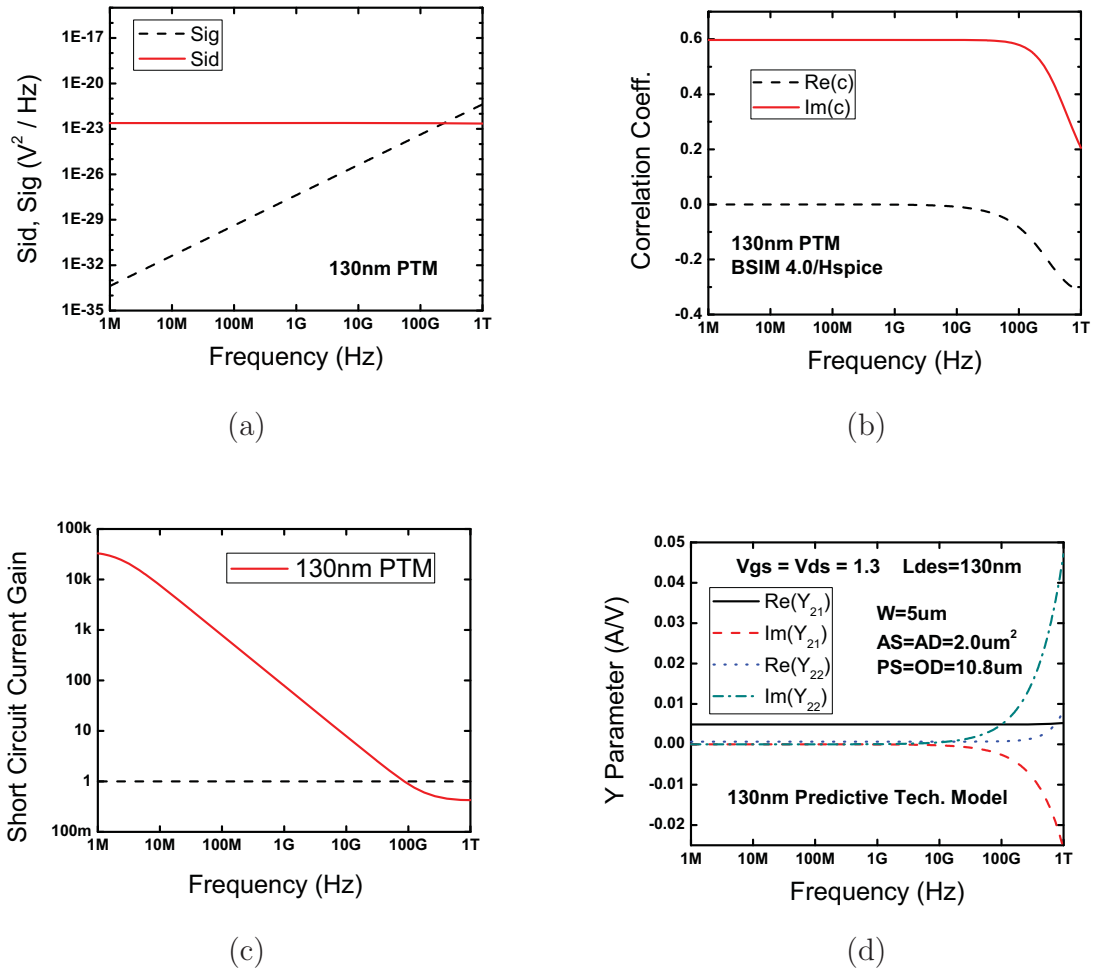 1E-17
1E-20
1E-23
1E-26
1E-29
1E-32
1E-35
Sid, Sig (V² / Hz)
Sig
Sid
130nm PTM
1M 10M 100M 1G 10G 100G 1T
Frequency (Hz)
(a)
0.6
0.4
0.2
0.0
-0.2
-0.4
Correlation Coeff.
Re(c)
Im(c)
130nm PTM
BSIM 4.0/Hspice
1M 10M 100M 1G 10G 100G 1T
Frequency (Hz)
(b)
100k
10k
1k
100
10
1
100m
Short Circuit Current Gain
130nm PTM
1M 10M 100M 1G 10G 100G 1T
Frequency (Hz)
(c)
0.05
0.04
0.03
0.02
0.01
0.00
-0.01
-0.02
Y Parameter (A/V)
Vgs = Vds = 1.3 Ldes=130nm
Re(Y₂₁)
Im(Y₂₁)
Re(Y₂₂)
Im(Y₂₂)
W=5um
AS=AD=2.0um²
PS=OD=10.8um
130nm Predictive Tech. Model
1M 10M 100M 1G 10G 100G 1T
Frequency (Hz)
(d)